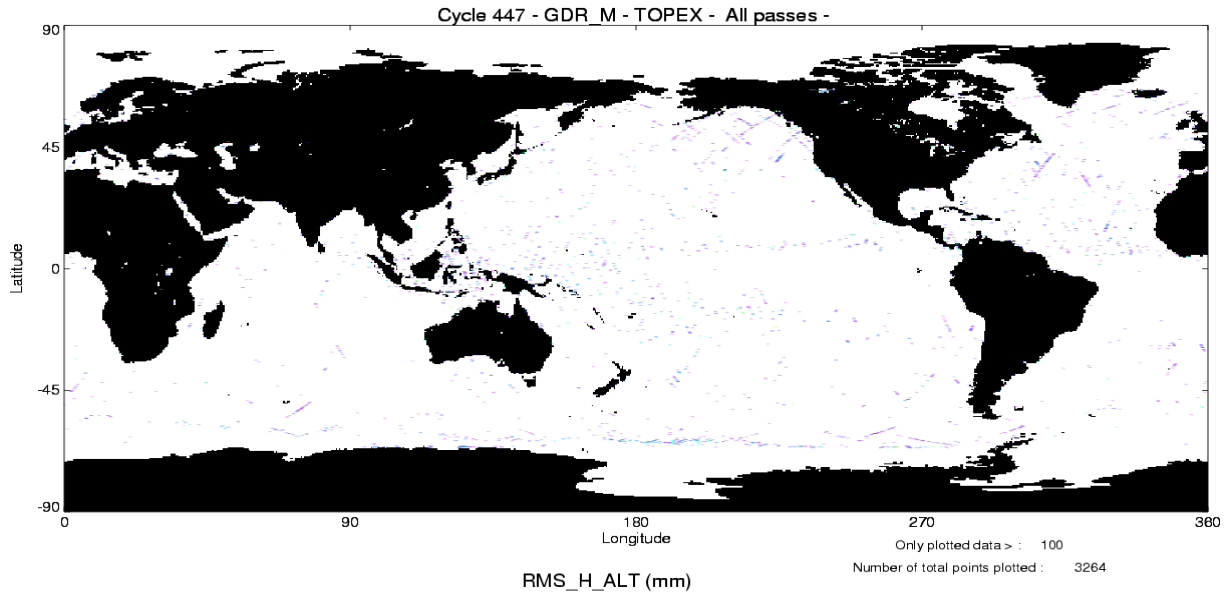 Cycle 447 - GDR_M - TOPEX - All passes -
90
45
0
-45
-90
Latitude
0 90 180 270 360
Longitude
Only plotted data > : 100
Number of total points plotted : 3264
RMS_H_ALT (mm)